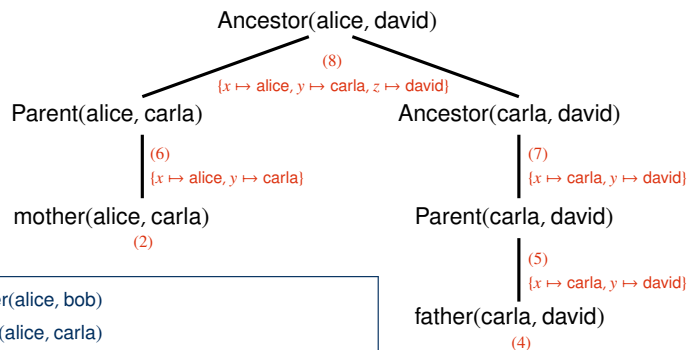 Ancestor(alice, david)
(8)
{x ↦ alice, y ↦ carla, z ↦ david}
Parent(alice, carla) Ancestor(carla, david)
(6) (7)
{x ↦ alice, y ↦ carla} {x ↦ carla, y ↦ david}
mother(alice, carla) Parent(carla, david)
(2)
(5)
{x ↦ carla, y ↦ david}
(alice, bob)
father(carla, david)
(alice, carla)
(4)